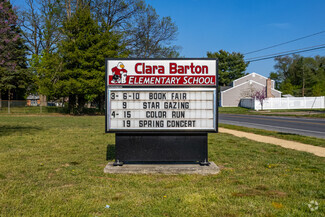 Clara Barton
ELEMENTARY SCHOOL
3 - 6-10 BOOK FAIR
9 STAR GAZING
4 - 15 COLOR RUN
19 SPRING CONCERT